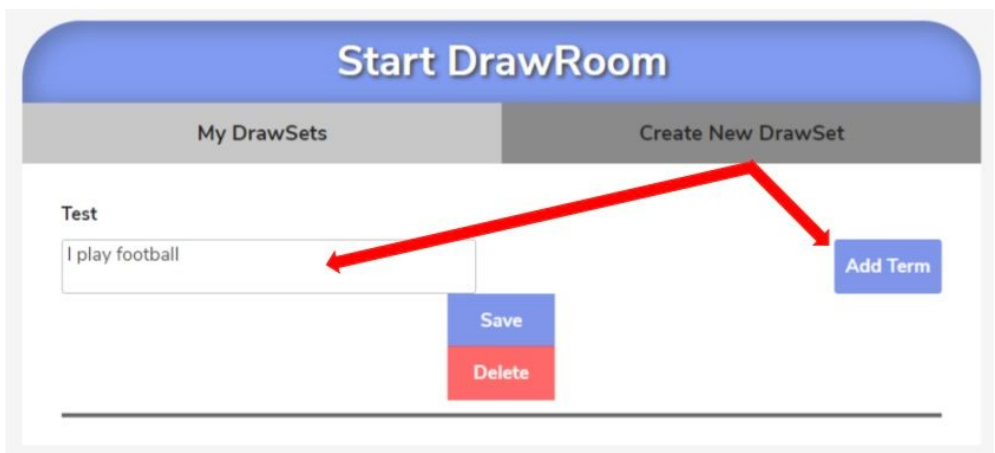 Start DrawRoom
My DrawSets Create New DrawSet
Test
I play football
Add Term
Save
Delete